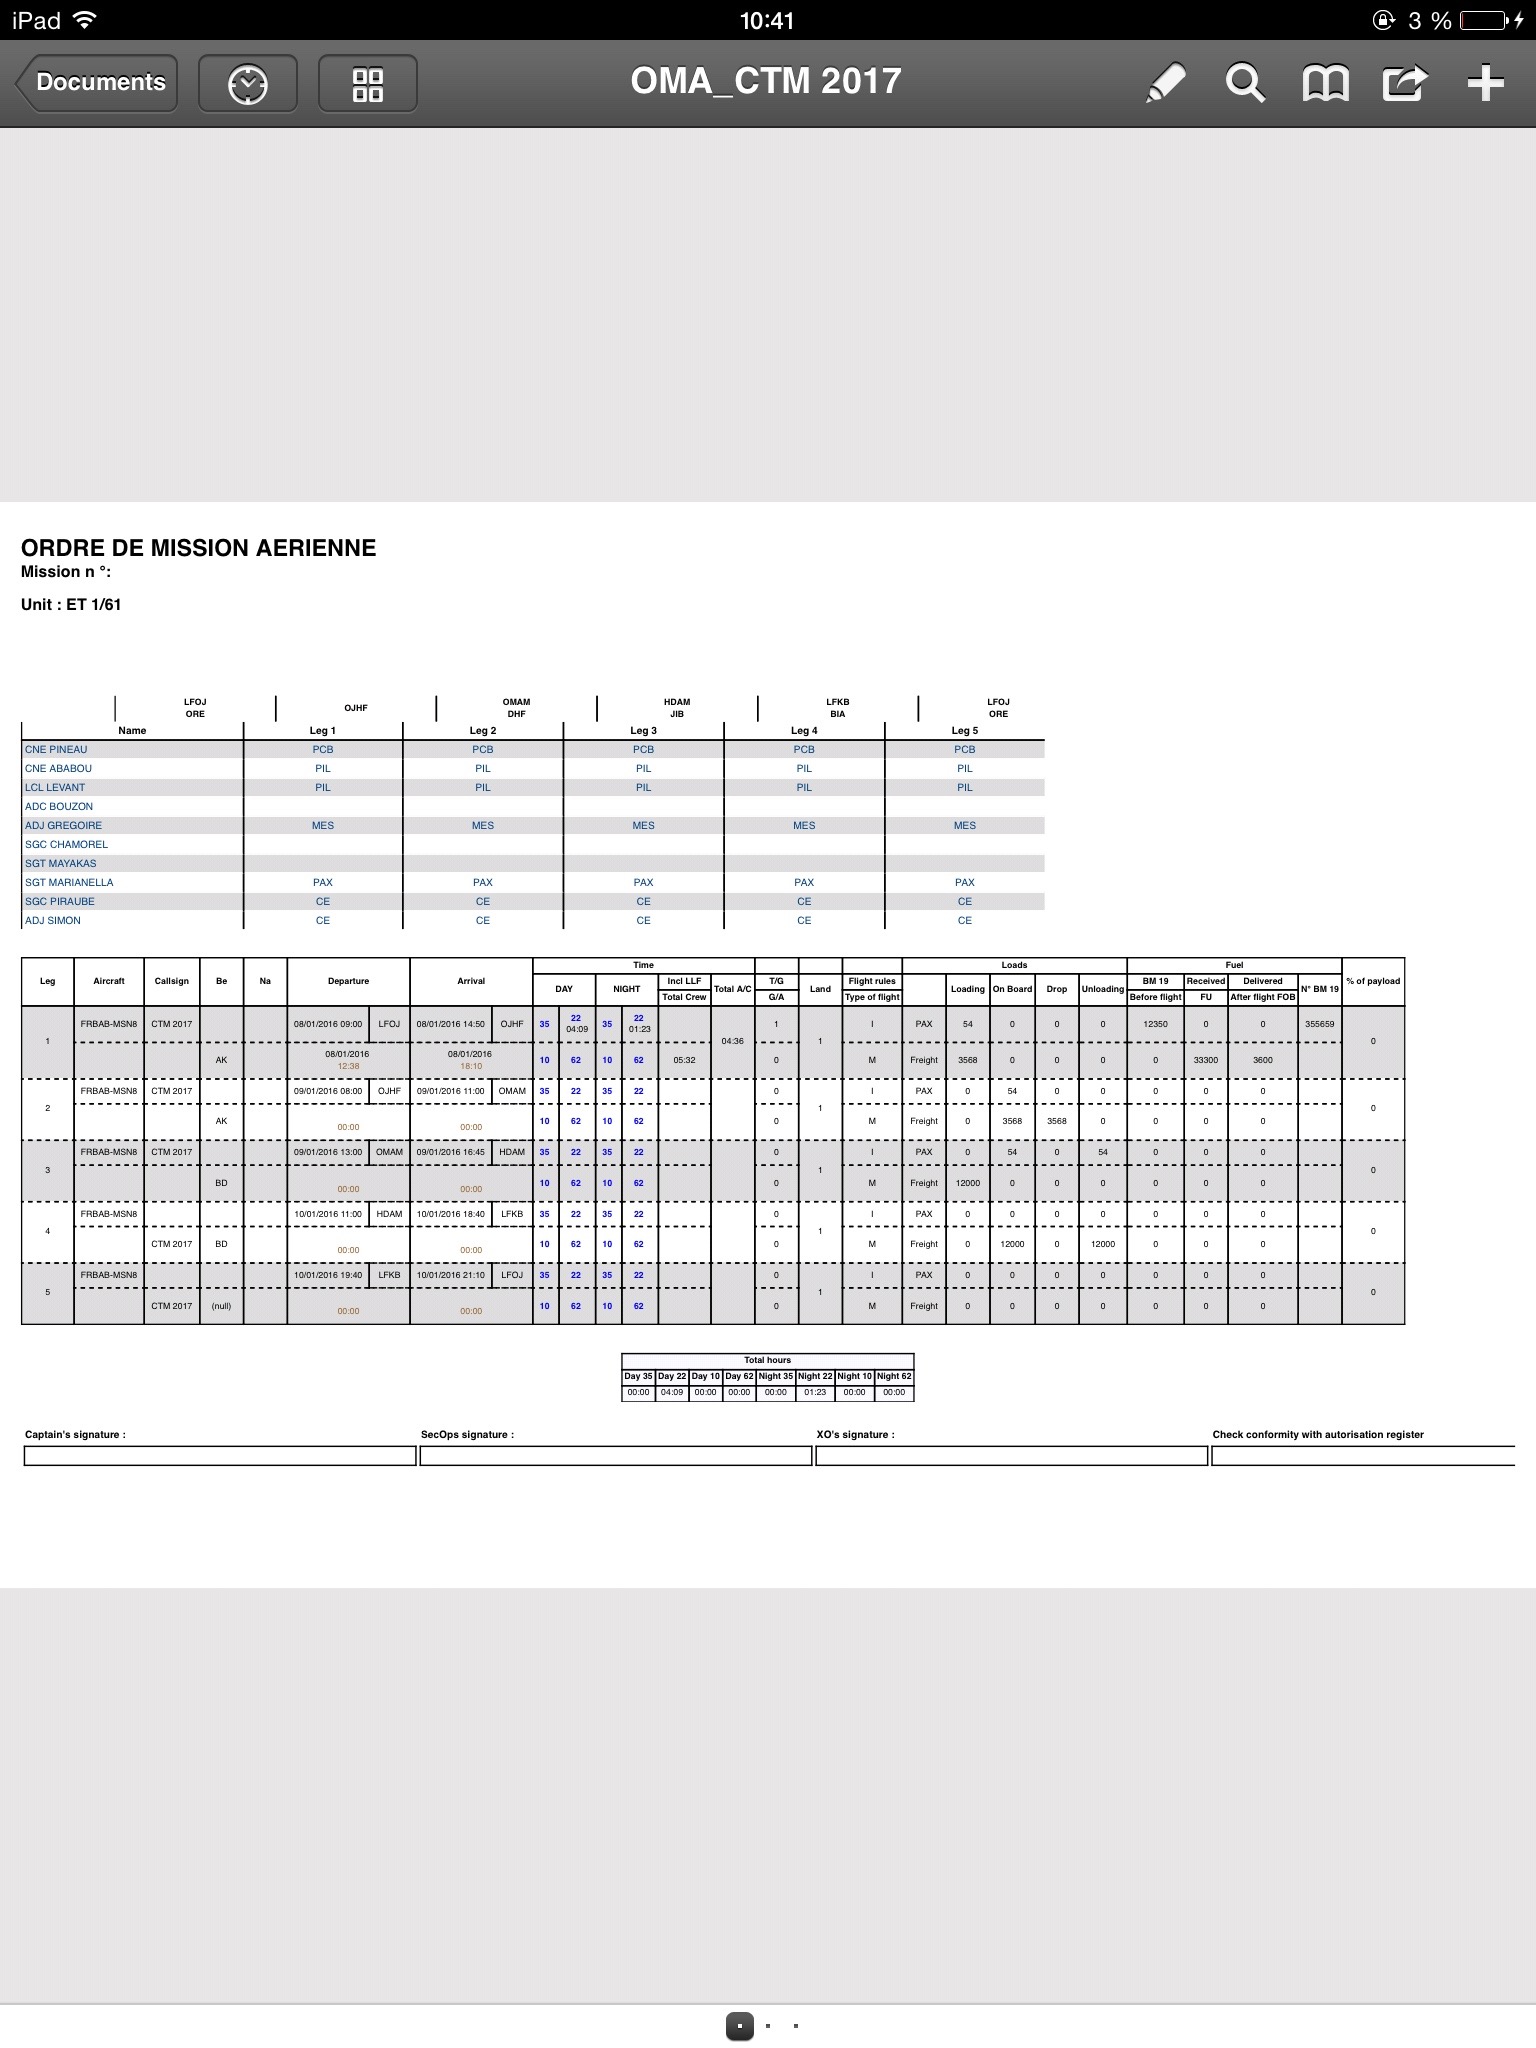 iPad 10:41 3 %
Documents OMA_CTM 2017
ORDRE DE MISSION AERIENNE
Mission n °:
Unit : ET 1/61
LFOJ OJHF OMAM HDAM LFKB LFOJ
ORE DHF JIB BIA ORE
Name Leg 1 Leg 2 Leg 3 Leg 4 Leg 5
CNE PINEAU PCB PCB PCB PCB PCB
CNE ABABOU PIL PIL PIL PIL PIL
LCL LEVANT PIL PIL PIL PIL PIL
ADC BOUZON
ADJ GREGOIRE MES MES MES MES MES
SGC CHAMOREL
SGT MAYAKAS
SGT MARIANELLA PAX PAX PAX PAX PAX
SGC PIRAUBE CE CE CE CE CE
ADJ SIMON CE CE CE CE CE
Time Loads Fuel
Leg Aircraft Callsign Be Na Departure Arrival DAY NIGHT Incl LLF Total A/C T/G Land Flight rules Loading On Board Drop Unloading BM 19 Received Delivered N° BM 19 % of payload
Total Crew G/A Type of flight Before flight FU After flight FOB
1 FRBAB-MSN8 CTM 2017 08/01/2016 09:00 LFOJ 08/01/2016 14:50 OJHF 35 22 04:09 35 22 01:23 04:36 1 1 I PAX 54 0 0 0 12350 0 0 355659 0
AK 08/01/2016 12:38 08/01/2016 18:10 10 62 10 62 05:32 0 M Freight 3568 0 0 0 0 33300 3600
2 FRBAB-MSN8 CTM 2017 09/01/2016 08:00 OJHF 09/01/2016 11:00 OMAM 35 22 35 22 0 1 I PAX 0 54 0 0 0 0 0 0
AK 00:00 00:00 10 62 10 62 0 M Freight 0 3568 3568 0 0 0 0
3 FRBAB-MSN8 CTM 2017 09/01/2016 13:00 OMAM 09/01/2016 16:45 HDAM 35 22 35 22 0 1 I PAX 0 54 0 54 0 0 0 0
BD 00:00 00:00 10 62 10 62 0 M Freight 12000 0 0 0 0 0 0
4 FRBAB-MSN8 10/01/2016 11:00 HDAM 10/01/2016 18:40 LFKB 35 22 35 22 0 1 I PAX 0 0 0 0 0 0 0 0
CTM 2017 BD 00:00 00:00 10 62 10 62 0 M Freight 0 12000 0 12000 0 0 0
5 FRBAB-MSN8 10/01/2016 19:40 LFKB 10/01/2016 21:10 LFOJ 35 22 35 22 0 1 I PAX 0 0 0 0 0 0 0 0
CTM 2017 (null) 00:00 00:00 10 62 10 62 0 M Freight 0 0 0 0 0 0 0
Total hours
Day 35 Day 22 Day 10 Day 62 Night 35 Night 22 Night 10 Night 62
00:00 04:09 00:00 00:00 00:00 01:23 00:00 00:00
Captain's signature : SecOps signature : XO's signature : Check conformity with autorisation register